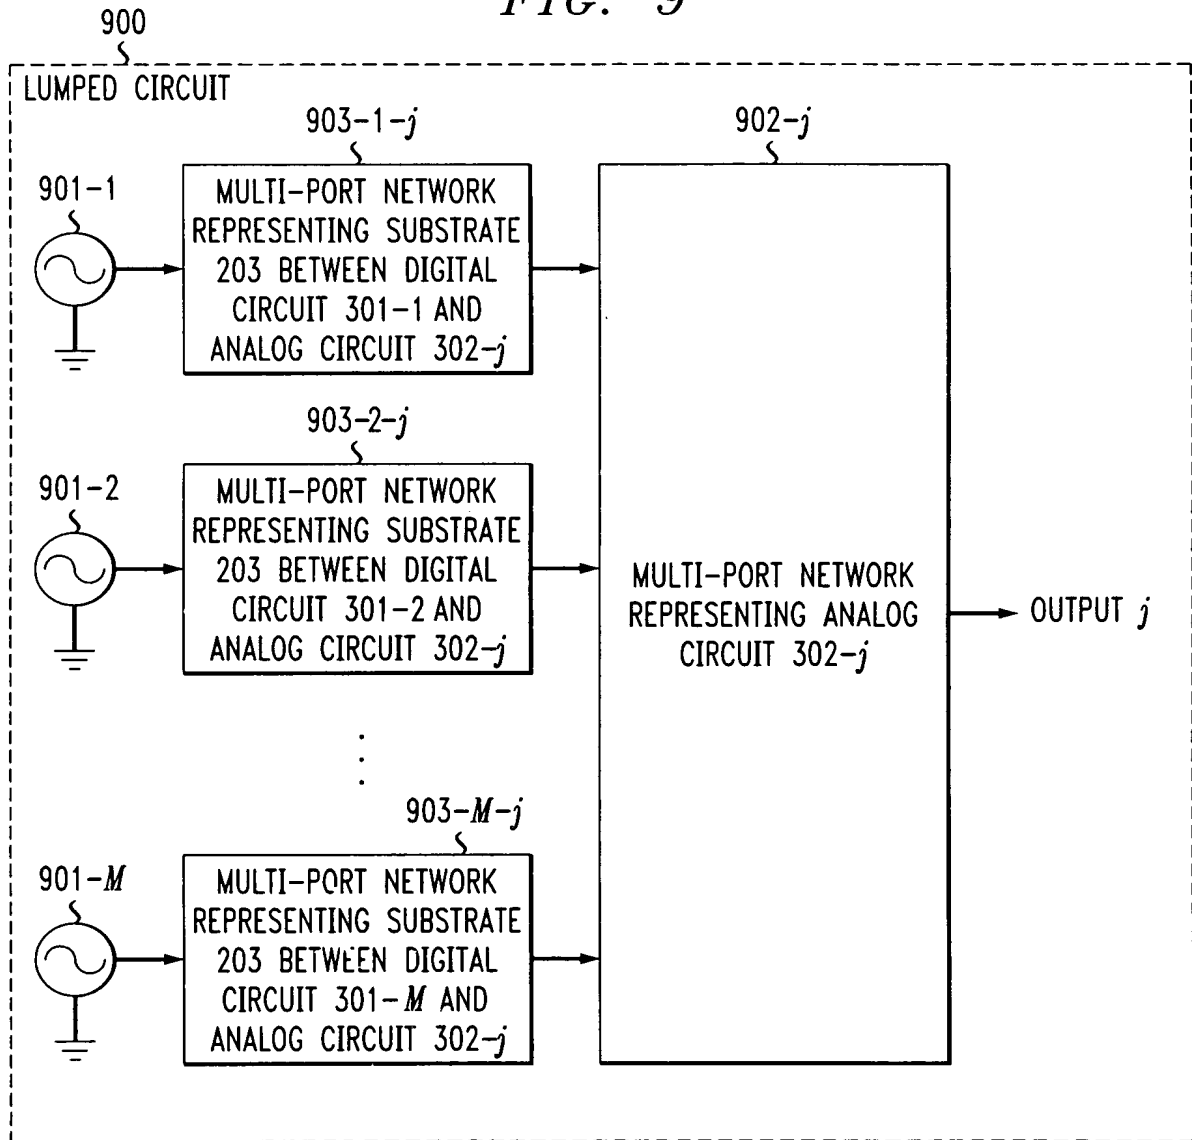 FIG. 9
900
LUMPED CIRCUIT
903-1-j
902-j
901-1
MULTI-PORT NETWORK
REPRESENTING SUBSTRATE
203 BETWEEN DIGITAL
CIRCUIT 301-1 AND
ANALOG CIRCUIT 302-j
903-2-j
901-2
MULTI-PORT NETWORK
REPRESENTING SUBSTRATE
203 BETWEEN DIGITAL
CIRCUIT 301-2 AND
ANALOG CIRCUIT 302-j
MULTI-PORT NETWORK
REPRESENTING ANALOG
CIRCUIT 302-j
OUTPUT j
903-M-j
901-M
MULTI-PORT NETWORK
REPRESENTING SUBSTRATE
203 BETWEEN DIGITAL
CIRCUIT 301-M AND
ANALOG CIRCUIT 302-j